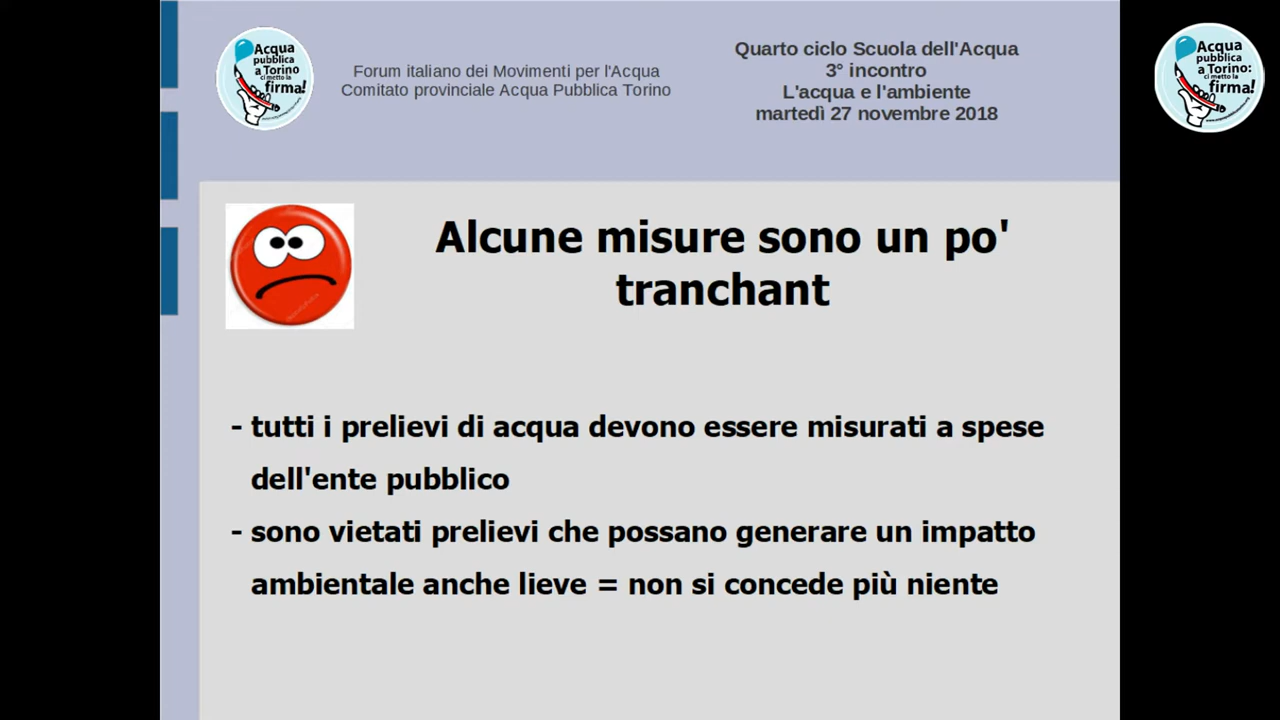 Acqua
pubblica
a Torino
ci metto la
firma!
Forum italiano dei Movimenti per l'Acqua
Comitato provinciale Acqua Pubblica Torino
Quarto ciclo Scuola dell'Acqua
3° incontro
L'acqua e l'ambiente
martedì 27 novembre 2018
Acqua
pubblica
a Torino:
ci metto la
firma!
Alcune misure sono un po'
tranchant
- tutti i prelievi di acqua devono essere misurati a spese
dell'ente pubblico
- sono vietati prelievi che possano generare un impatto
ambientale anche lieve = non si concede più niente